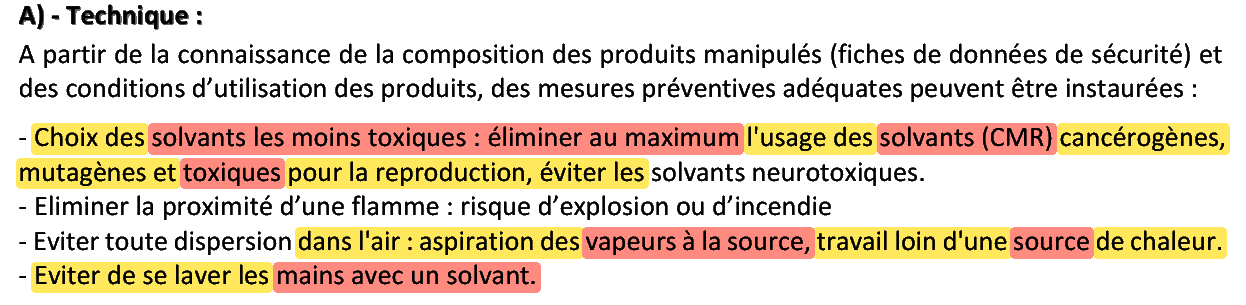 A) - Technique :
A partir de la connaissance de la composition des produits manipulés (fiches de données de sécurité) et
des conditions d’utilisation des produits, des mesures préventives adéquates peuvent être instaurées :
- Choix des solvants les moins toxiques : éliminer au maximum l'usage des solvants (CMR) cancérogènes,
mutagènes et toxiques pour la reproduction, éviter les solvants neurotoxiques.
- Eliminer la proximité d’une flamme : risque d’explosion ou d’incendie
- Eviter toute dispersion dans l'air : aspiration des vapeurs à la source, travail loin d'une source de chaleur.
- Eviter de se laver les mains avec un solvant.